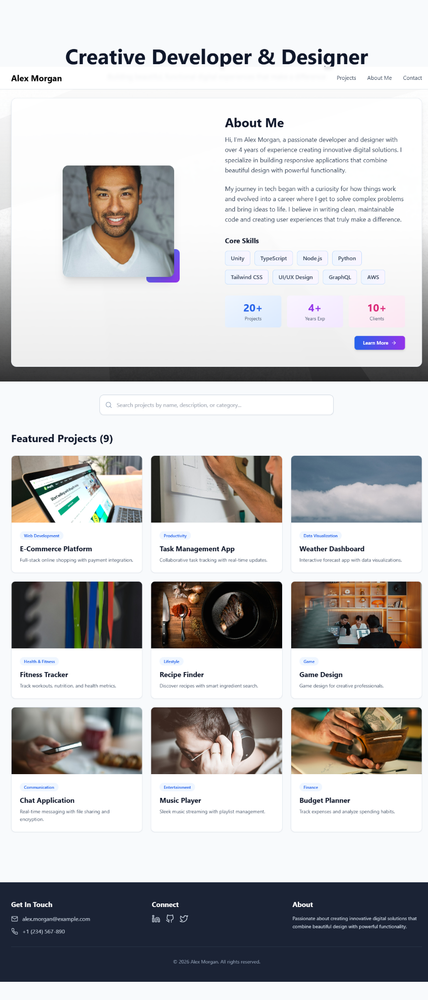 Creative Developer & Designer
Alex Morgan
Projects
About Me
Contact
About Me
Hi, I'm Alex Morgan, a passionate developer and designer with
over 4 years of experience creating innovative digital solutions. I
specialize in building responsive applications that combine
beautiful design with powerful functionality.
My journey in tech began with a curiosity for how things work
and evolved into a career where I get to solve complex problems
and bring ideas to life. I believe in writing clean, maintainable
code and creating user experiences that truly make a difference.
Core Skills
Unity
TypeScript
Node.js
Python
Tailwind CSS
UI/UX Design
GraphQL
AWS
20+
Projects
4+
Years Exp
10+
Clients
Learn More
Search projects by name, description, or category...
Featured Projects (9)
shopify
Start selling with Shopify today
Web Development
E-Commerce Platform
Full-stack online shopping with payment integration.
Productivity
Task Management App
Collaborative task tracking with real-time updates.
Data Visualization
Weather Dashboard
Interactive forecast app with data visualizations.
Health & Fitness
Fitness Tracker
Track workouts, nutrition, and health metrics.
Lifestyle
Recipe Finder
Discover recipes with smart ingredient search.
Game
Game Design
Game design for creative professionals.
Communication
Chat Application
Real-time messaging with file sharing and
encryption.
Entertainment
Music Player
Sleek music streaming with playlist management.
Finance
Budget Planner
Track expenses and analyze spending habits.
Get In Touch
alex.morgan@example.com
+1 (234) 567-890
Connect
About
Passionate about creating innovative digital solutions that
combine beautiful design with powerful functionality.
© 2026 Alex Morgan. All rights reserved.